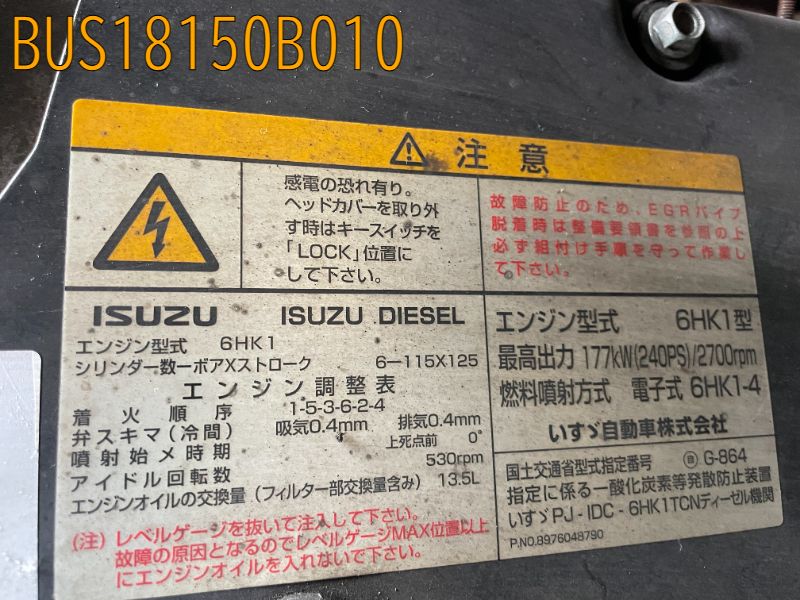 BUS18150B010
注 意
感電の恐れ有り。
ヘッドカバーを取り外
す時はキースイッチを
「LOCK」位置に
して下さい。
故障防止のため、EGRパイプ
脱着時は整備要領書を参照の上
必ず組付け手順を守って作業し
て下さい。
ISUZU ISUZU DIESEL
エンジン型式 6HK1
シリンダー数ーボアXストローク 6ー115X125
エンジン調整表
着火順序 1-5-3-6-2-4
弁スキマ(冷間) 吸気0.4mm 排気0.4mm
噴射始メ時期 上死点前 0°
アイドル回転数 530rpm
エンジンオイルの交換量(フィルター部交換量含み) 13.5L
(注)レベルゲージを抜いて注入して下さい。
故障の原因となるのでレベルゲージMAX位置以上
にエンジンオイルを入れないで下さい。
エンジン型式 6HK1型
最高出力 177kW(240PS)/2700rpm
燃料噴射方式 電子式 6HK1-4
いすゞ自動車株式会社
国土交通省型式指定番号 G-864
指定に係る一酸化炭素等発散防止装置
いすゞPJ-IDC-6HK1TCNディーゼル機関
P.NO.8976048790